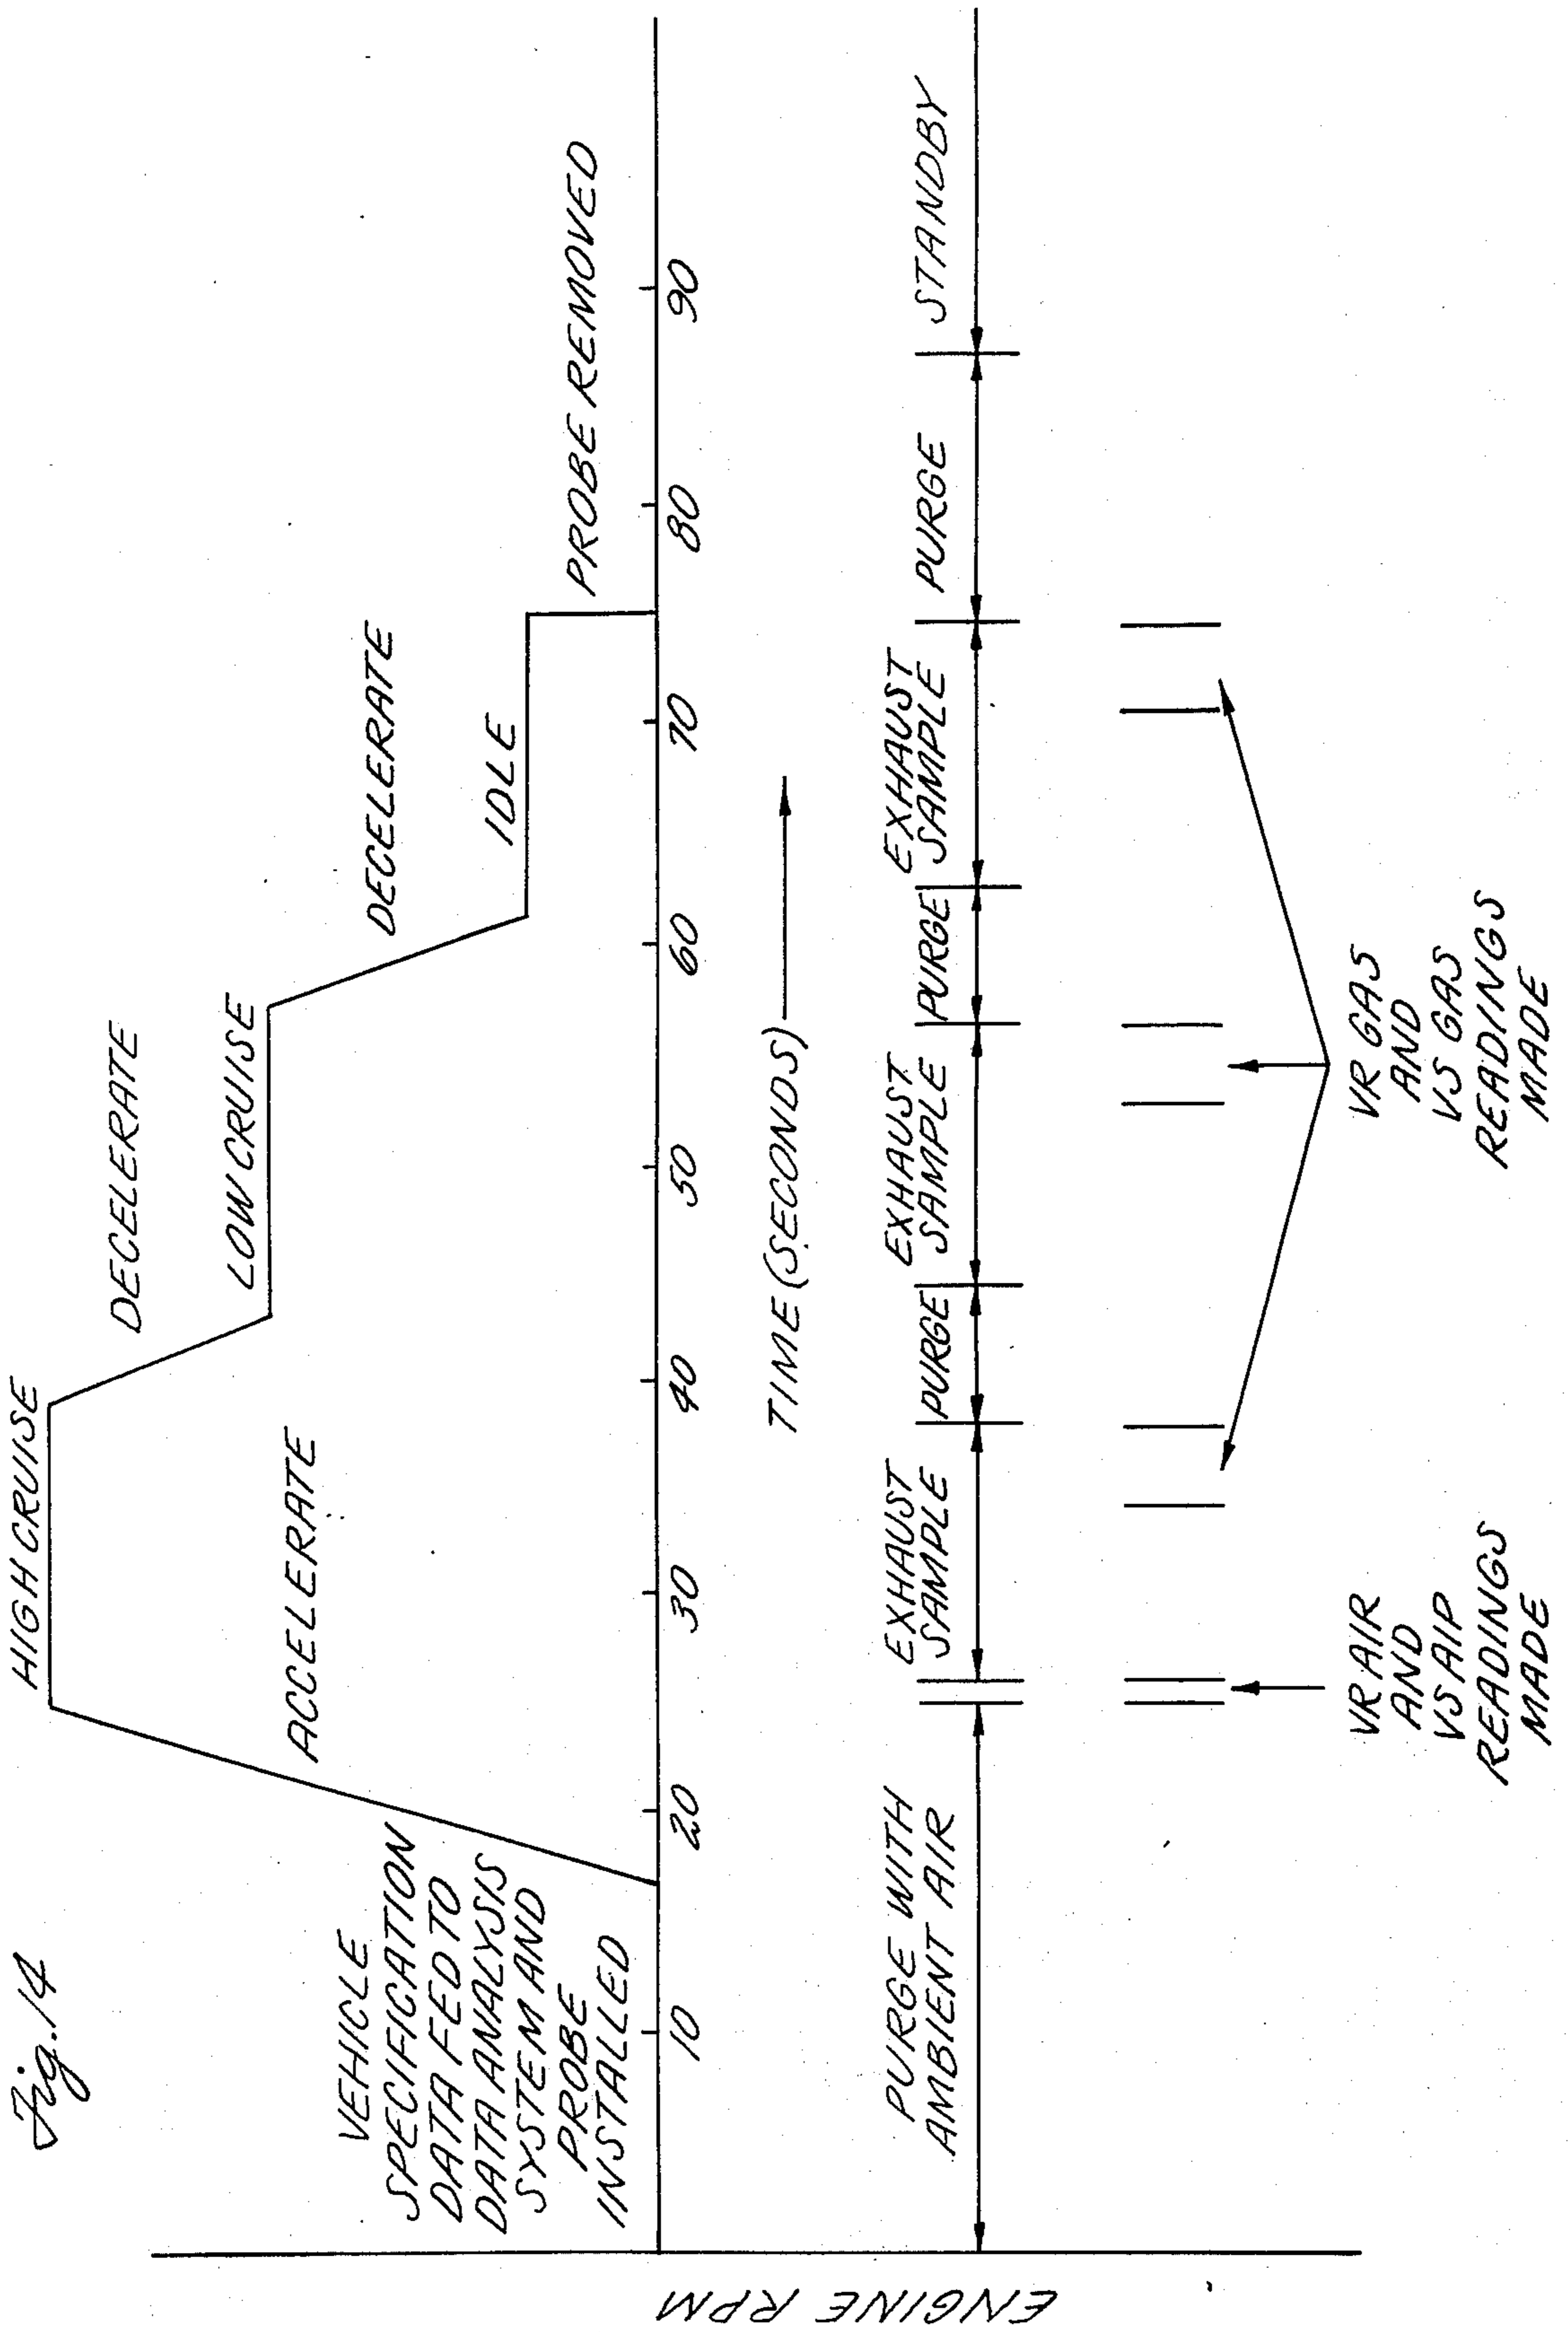 Fig. 14
HIGH CRUISE
DECELERATE
ACCELERATE
LOW CRUISE
DECELERATE
IDLE
PROBE REMOVED
VEHICLE
SPECIFICATION
DATA FED TO
DATA ANALYSIS
SYSTEM AND
PROBE
INSTALLED
10 20 30 40 50 60 70 80 90
ENGINE RPM
TIME (SECONDS)
PURGE WITH
AMBIENT AIR
EXHAUST
SAMPLE
PURGE
EXHAUST
SAMPLE
PURGE
EXHAUST
SAMPLE
PURGE
STANDBY
VR AIR
AND
VS AIP
READINGS
MADE
VR GAS
AND
VS GAS
READINGS
MADE